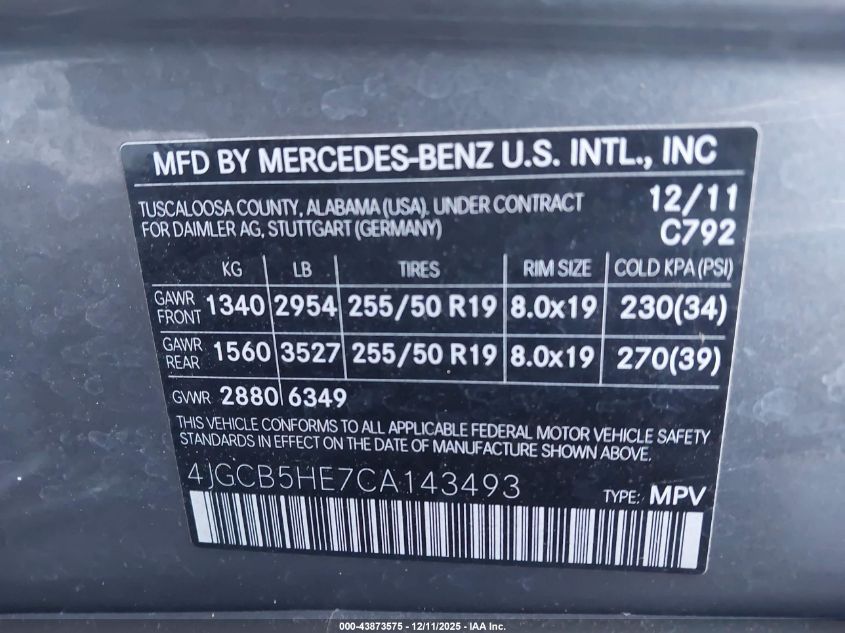 MFD BY MERCEDES-BENZ U.S. INTL., INC
TUSCALOOSA COUNTY, ALABAMA (USA). UNDER CONTRACT 12/11
FOR DAIMLER AG, STUTTGART (GERMANY) C792
KG LB TIRES RIM SIZE COLD KPA (PSI)
GAWR FRONT 1340 2954 255/50 R19 8.0x19 230(34)
GAWR REAR 1560 3527 255/50 R19 8.0x19 270(39)
GVWR 2880 6349
THIS VEHICLE CONFORMS TO ALL APPLICABLE FEDERAL MOTOR VEHICLE SAFETY
STANDARDS IN EFFECT ON THE DATE OF MANUFACTURE SHOWN ABOVE.
4JGCB5HE7CA143493 TYPE: MPV
000-43873575 - 12/11/2025 - IAA Inc.